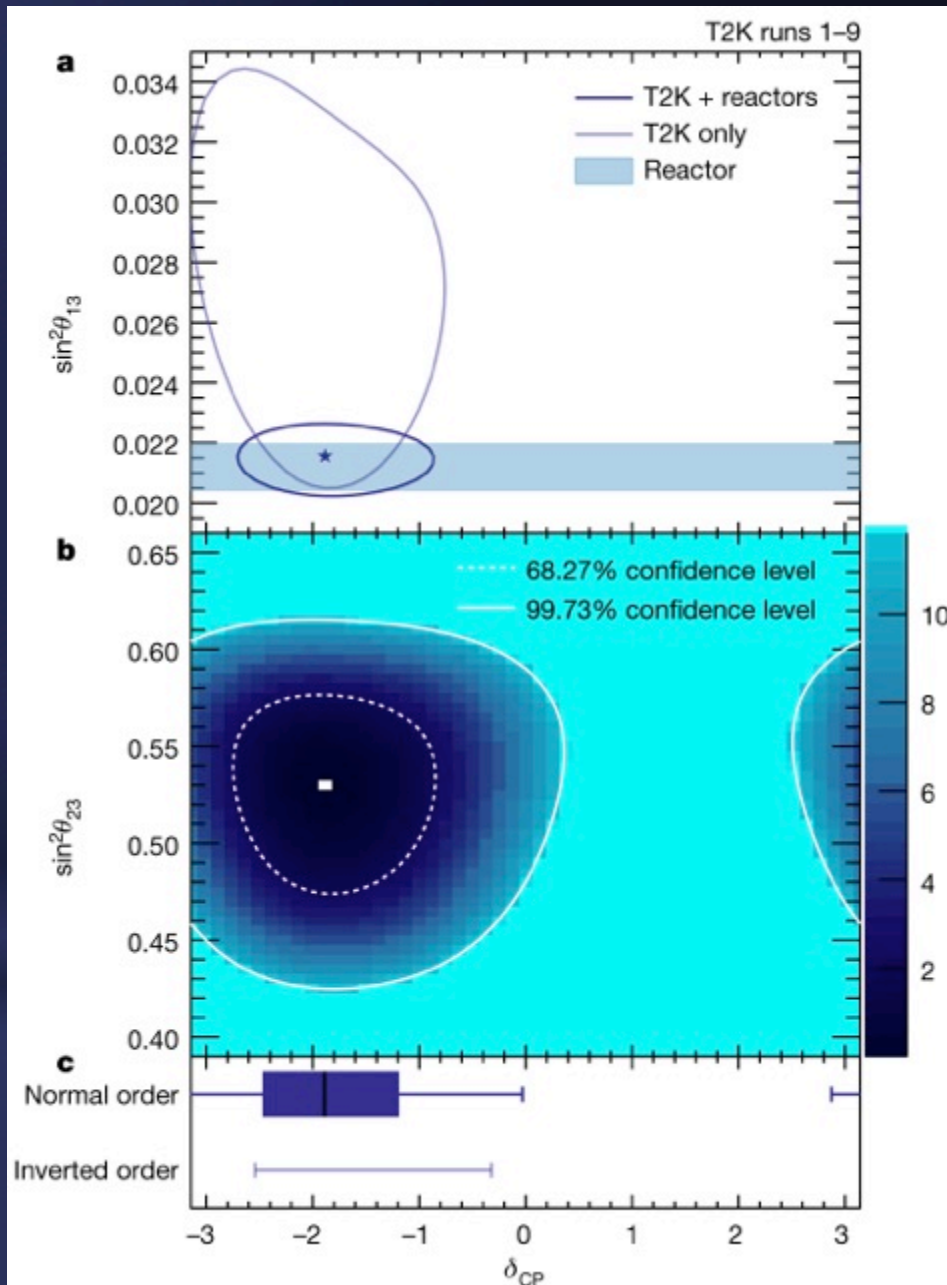 T2K runs 1–9
a
T2K + reactors
T2K only
Reactor
0.034
0.032
0.030
0.028
0.026
0.024
0.022
0.020
sin²θ₁₃
b
68.27% confidence level
99.73% confidence level
0.65
0.60
0.55
0.50
0.45
0.40
sin²θ₂₃
10
8
6
4
2
c
Normal order
Inverted order
–3 –2 –1 0 1 2 3
δCP